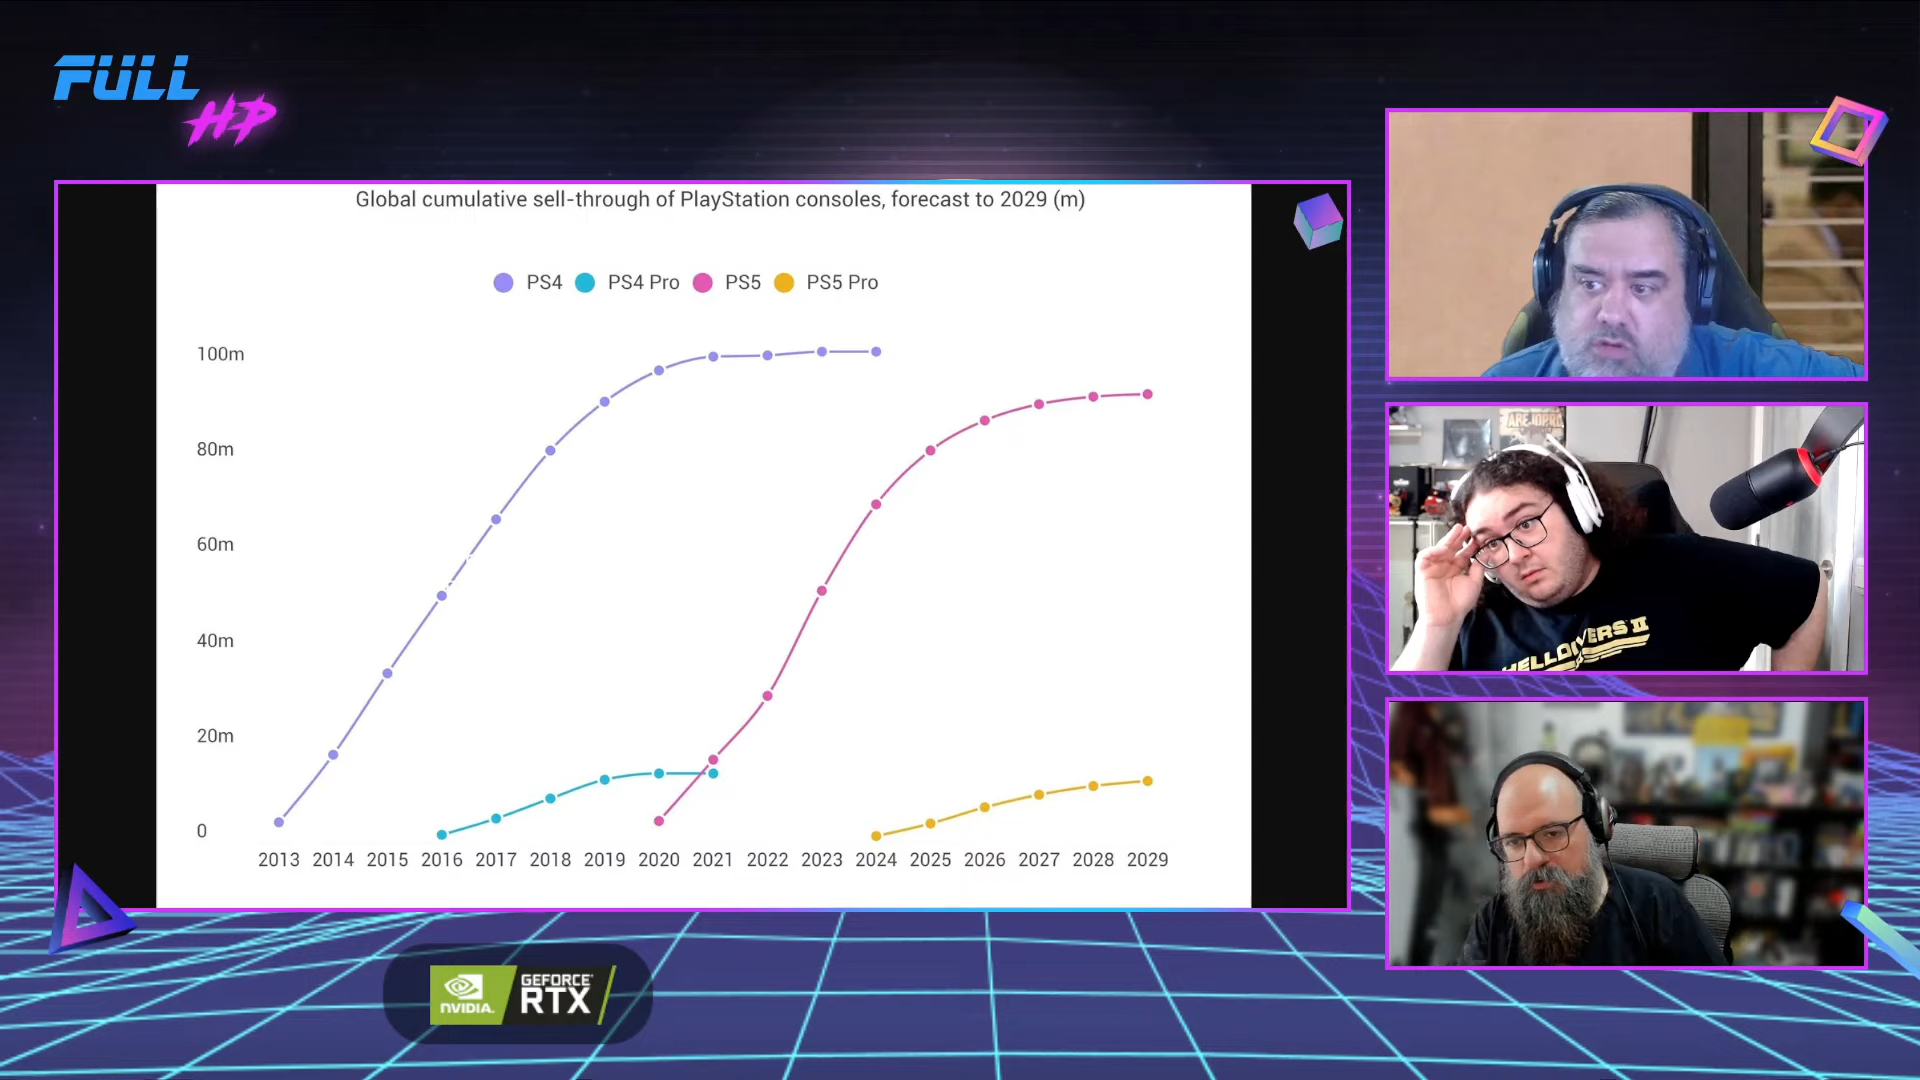 FULL
HP
Global cumulative sell-through of PlayStation consoles, forecast to 2029 (m)
PS4 PS4 Pro PS5 PS5 Pro
100m
80m
60m
40m
20m
0
2013 2014 2015 2016 2017 2018 2019 2020 2021 2022 2023 2024 2025 2026 2027 2028 2029
HELLDIVERS II
NVIDIA.
GEFORCE
RTX